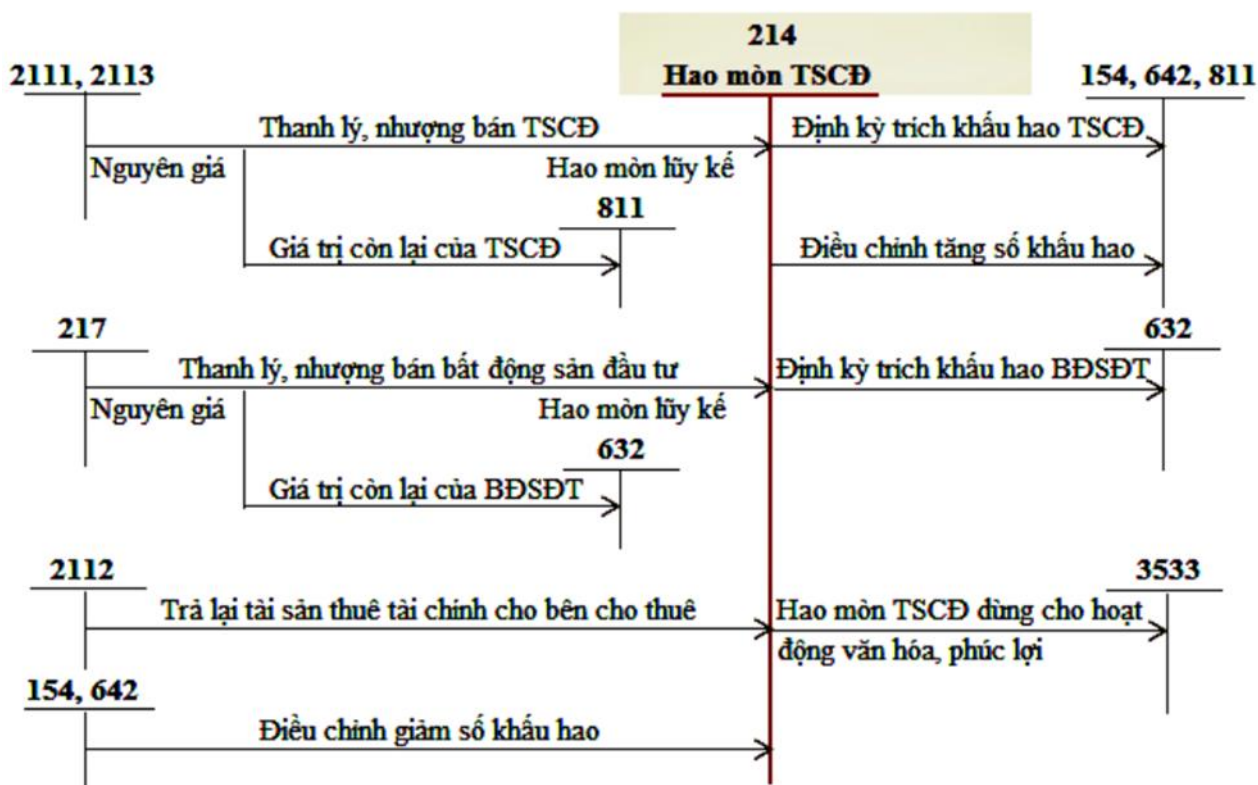 214
Hao mòn TSCĐ
2111, 2113
154, 642, 811
Thanh lý, nhượng bán TSCĐ
Định kỳ trích khấu hao TSCĐ
Nguyên giá
Hao mòn lũy kế
811
Giá trị còn lại của TSCĐ
Điều chỉnh tăng số khấu hao
217
632
Thanh lý, nhượng bán bất động sản đầu tư
Định kỳ trích khấu hao BĐSĐT
Nguyên giá
Hao mòn lũy kế
632
Giá trị còn lại của BĐSĐT
2112
3533
Trả lại tài sản thuê tài chính cho bên cho thuê
Hao mòn TSCĐ dùng cho hoạt
động văn hóa, phúc lợi
154, 642
Điều chỉnh giảm số khấu hao